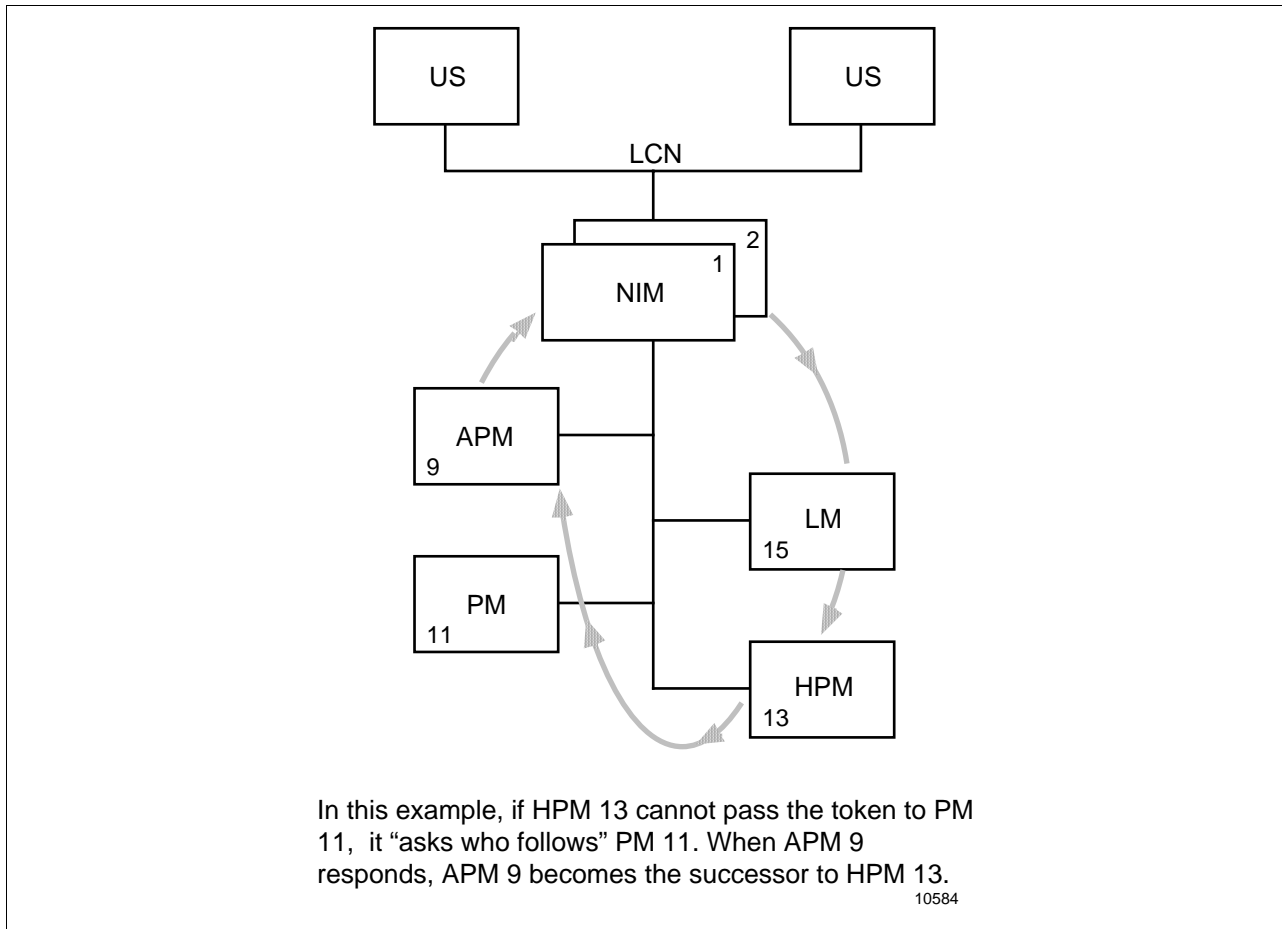 US
US
LCN
2
1
NIM
APM
9
LM
15
PM
11
HPM
13
In this example, if HPM 13 cannot pass the token to PM
11,  it “asks who follows” PM 11. When APM 9
responds, APM 9 becomes the successor to HPM 13.
10584